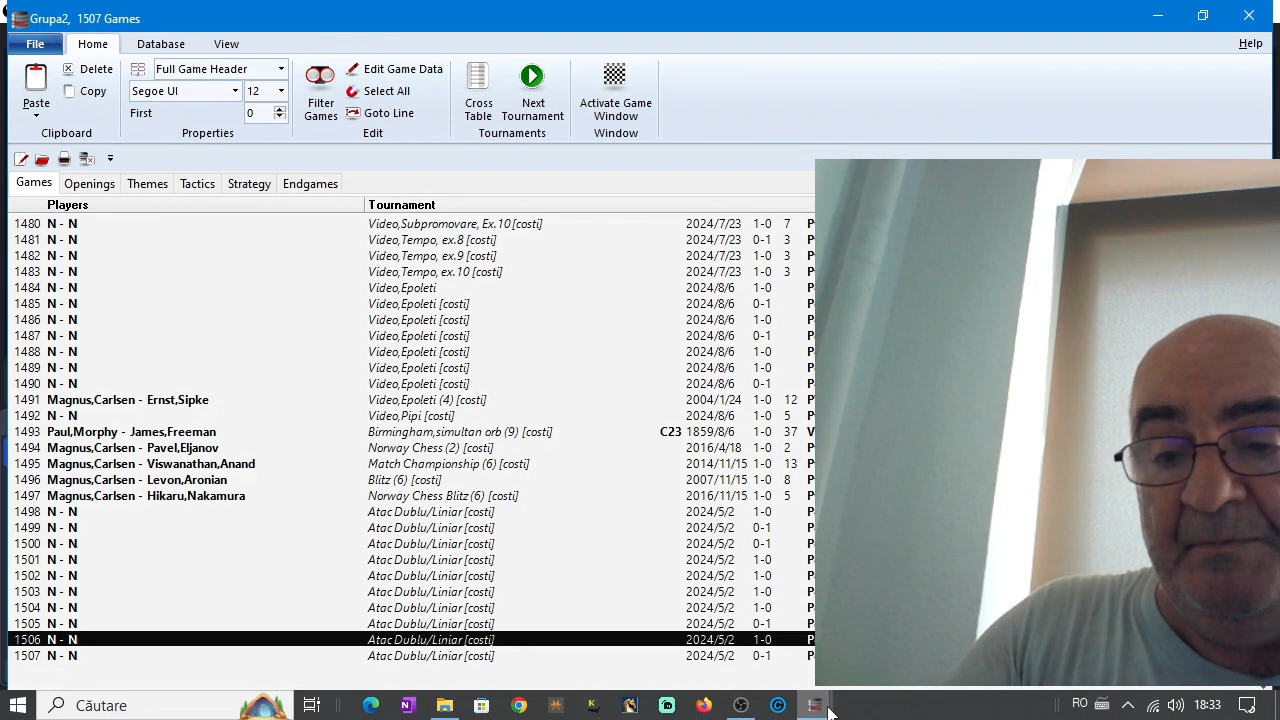 Grupa2, 1507 Games
File Home Database View Help
Paste
Delete
Copy
Clipboard
Full Game Header
Segoe UI 12
First 0
Properties
Filter Games
Edit Game Data
Select All
Goto Line
Edit
Cross Table
Next Tournament
Tournaments
Activate Game Window
Window
Games Openings Themes Tactics Strategy Endgames
Players Tournament
1480 N - N Video,Subpromovare, Ex.10 [costi] 2024/7/23 1-0 7
1481 N - N Video,Tempo, ex.8 [costi] 2024/7/23 0-1 3
1482 N - N Video,Tempo, ex.9 [costi] 2024/7/23 1-0 3
1483 N - N Video,Tempo, ex.10 [costi] 2024/7/23 1-0 3
1484 N - N Video,Epoleti 2024/8/6 1-0
1485 N - N Video,Epoleti [costi] 2024/8/6 0-1
1486 N - N Video,Epoleti [costi] 2024/8/6 1-0
1487 N - N Video,Epoleti [costi] 2024/8/6 0-1
1488 N - N Video,Epoleti [costi] 2024/8/6 1-0
1489 N - N Video,Epoleti [costi] 2024/8/6 1-0
1490 N - N Video,Epoleti [costi] 2024/8/6 0-1
1491 Magnus,Carlsen - Ernst,Sipke Video,Epoleti (4) [costi] 2004/1/24 1-0 12
1492 N - N Video,Pipi [costi] 2024/8/6 1-0 5
1493 Paul,Morphy - James,Freeman Birmingham,simultan orb (9) [costi] C23 1859/8/6 1-0 37
1494 Magnus,Carlsen - Pavel,Eljanov Norway Chess (2) [costi] 2016/4/18 1-0 2
1495 Magnus,Carlsen - Viswanathan,Anand Match Championship (6) [costi] 2014/11/15 1-0 13
1496 Magnus,Carlsen - Levon,Aronian Blitz (6) [costi] 2007/11/15 1-0 8
1497 Magnus,Carlsen - Hikaru,Nakamura Norway Chess Blitz (6) [costi] 2016/11/15 1-0 5
1498 N - N Atac Dublu/Liniar [costi] 2024/5/2 1-0
1499 N - N Atac Dublu/Liniar [costi] 2024/5/2 0-1
1500 N - N Atac Dublu/Liniar [costi] 2024/5/2 0-1
1501 N - N Atac Dublu/Liniar [costi] 2024/5/2 1-0
1502 N - N Atac Dublu/Liniar [costi] 2024/5/2 1-0
1503 N - N Atac Dublu/Liniar [costi] 2024/5/2 1-0
1504 N - N Atac Dublu/Liniar [costi] 2024/5/2 1-0
1505 N - N Atac Dublu/Liniar [costi] 2024/5/2 0-1
1506 N - N Atac Dublu/Liniar [costi] 2024/5/2 1-0
1507 N - N Atac Dublu/Liniar [costi] 2024/5/2 0-1
Căutare RO 18:33